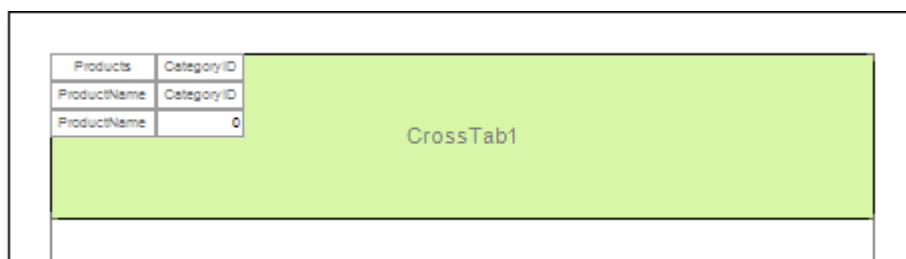 Products CategoryID
ProductName CategoryID
ProductName 0
CrossTab1